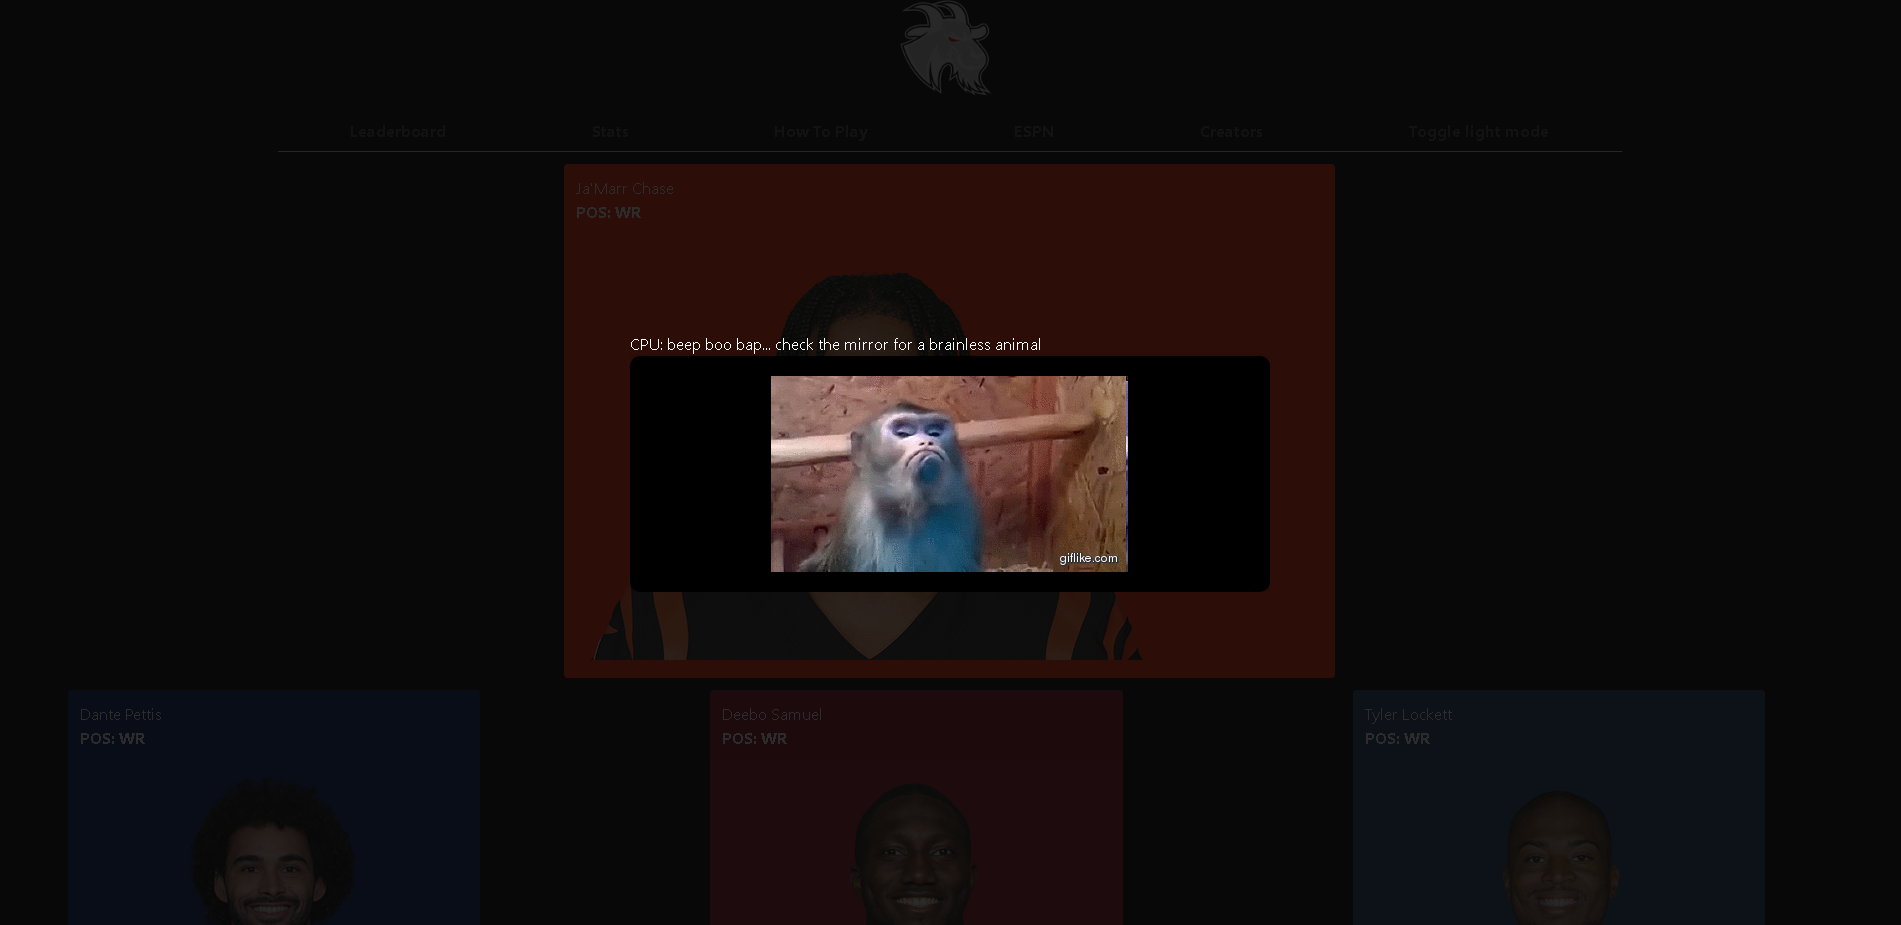 Leaderboard Stats How To Play ESPN Creators Toggle light mode
Ja'Marr Chase
POS: WR
CPU: beep boo bap... check the mirror for a brainless animal
giflike.com
Dante Pettis
POS: WR
Deebo Samuel
POS: WR
Tyler Lockett
POS: WR